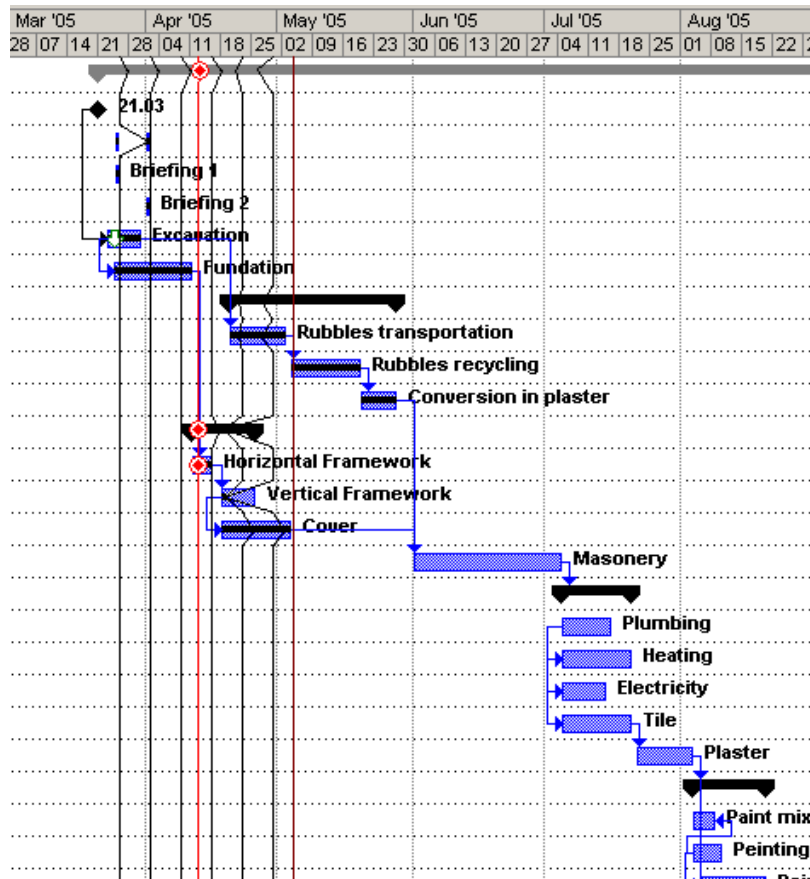 Mar '05 Apr '05 May '05 Jun '05 Jul '05 Aug '05
28 07 14 21 28 04 11 18 25 02 09 16 23 30 06 13 20 27 04 11 18 25 01 08 15 22
21.03
Briefing 1
Briefing 2
Excavation
Fundation
Rubbles transportation
Rubbles recycling
Conversion in plaster
Horizontal Framework
Vertical Framework
Cover
Masonery
Plumbing
Heating
Electricity
Tile
Plaster
Paint mix
Peinting